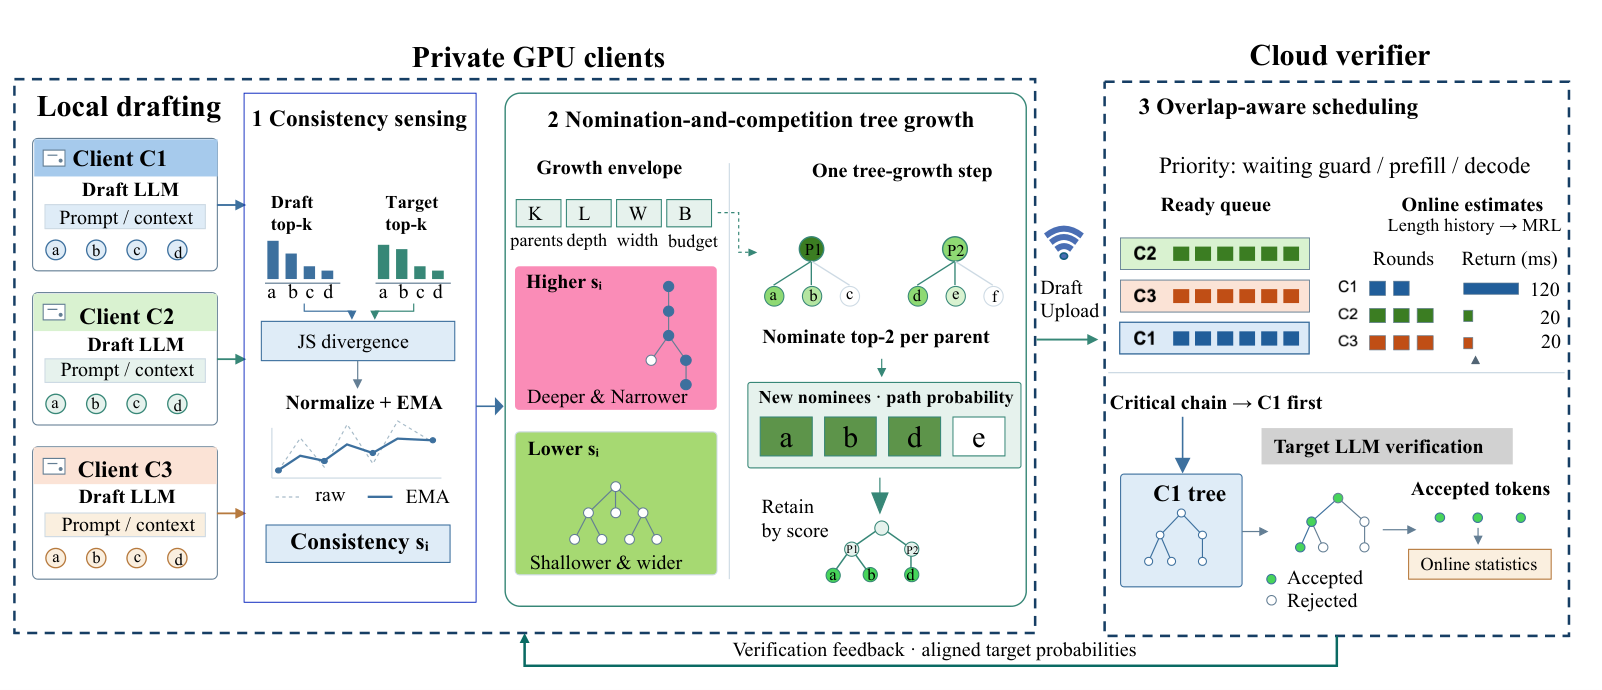 Private GPU clients
Cloud verifier
Local drafting
Client C1
Draft LLM
Prompt / context
a b c d
Client C2
Draft LLM
Prompt / context
a b c d
Client C3
Draft LLM
Prompt / context
a b c d
1 Consistency sensing
Draft top-k
Target top-k
a b c d
a b c d
JS divergence
Normalize + EMA
raw
EMA
Consistency sᵢ
2 Nomination-and-competition tree growth
Growth envelope
K L W B
parents depth width budget
Higher sᵢ
Deeper & Narrower
Lower sᵢ
Shallower & wider
One tree-growth step
P1
P2
a b c
d e f
Nominate top-2 per parent
New nominees · path probability
a b d e
Retain
by score
P1 P2
a b d
Draft
Upload
3 Overlap-aware scheduling
Priority: waiting guard / prefill / decode
Ready queue
C2
C3
C1
Online estimates
Length history → MRL
Rounds
Return (ms)
C1 120
C2 20
C3 20
Critical chain → C1 first
Target LLM verification
C1 tree
Accepted tokens
Online statistics
Accepted
Rejected
Verification feedback · aligned target probabilities